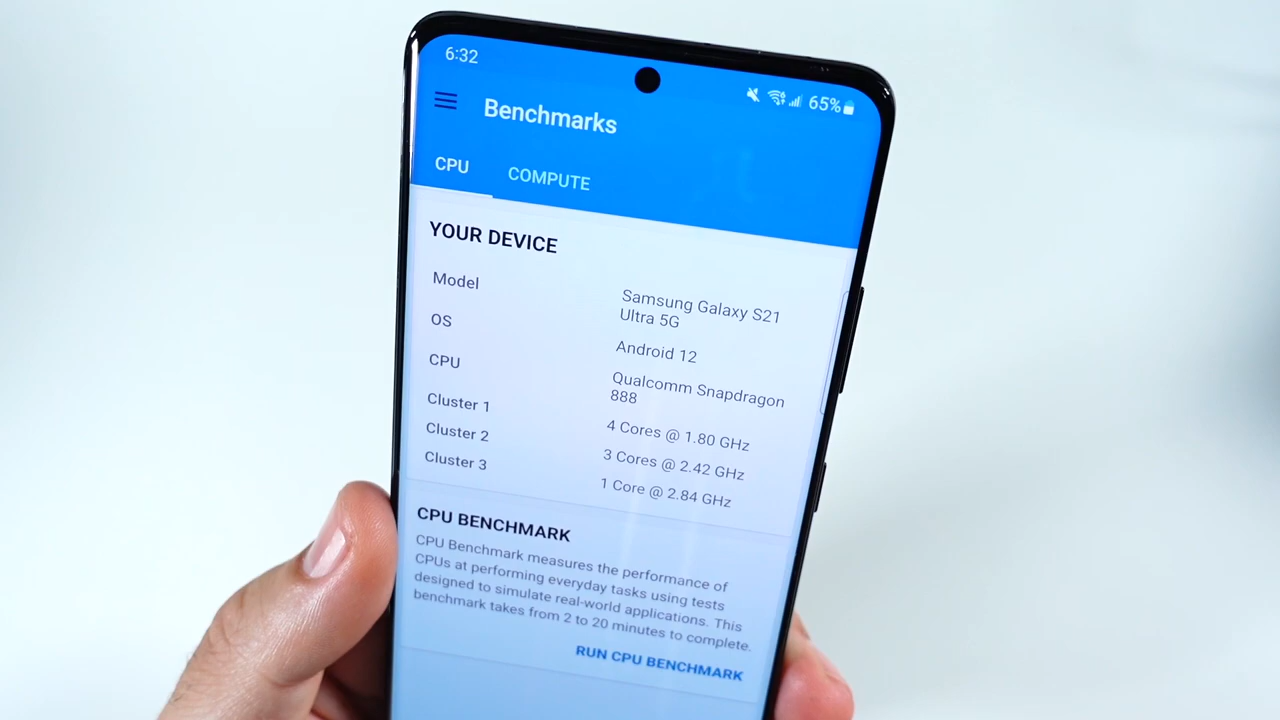 6:32
65%
Benchmarks
CPU
COMPUTE
YOUR DEVICE
Model
Samsung Galaxy S21
Ultra 5G
OS
Android 12
CPU
Qualcomm Snapdragon
888
Cluster 1
4 Cores @ 1.80 GHz
Cluster 2
3 Cores @ 2.42 GHz
Cluster 3
1 Core @ 2.84 GHz
CPU BENCHMARK
CPU Benchmark measures the performance of
CPUs at performing everyday tasks using tests
designed to simulate real-world applications. This
benchmark takes from 2 to 20 minutes to complete.
RUN CPU BENCHMARK